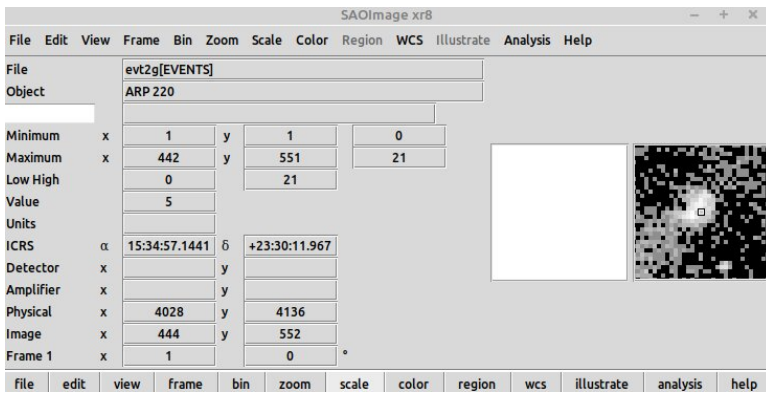 SAOImage xr8
File Edit View Frame Bin Zoom Scale Color Region WCS Illustrate Analysis Help
File evt2g[EVENTS]
Object ARP 220
Minimum x 1 y 1 0
Maximum x 442 y 551 21
Low High 0 21
Value 5
Units
ICRS α 15:34:57.1441 δ +23:30:11.967
Detector x y
Amplifier x y
Physical x 4028 y 4136
Image x 444 y 552
Frame 1 x 1 0 °
file edit view frame bin zoom scale color region wcs illustrate analysis help